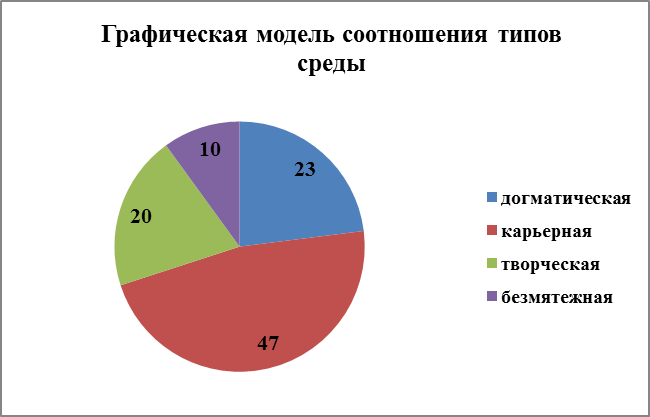 Графическая модель соотношения типов
среды
10
23
20
47
догматическая
карьерная
творческая
безмятежная